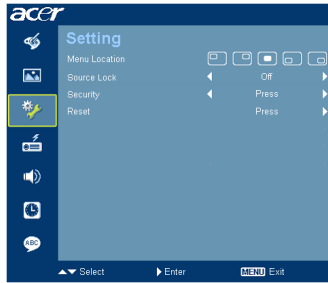 acer
Setting
Menu Location
Source Lock Off
Security Press
Reset Press
ABC
Select Enter MENU Exit